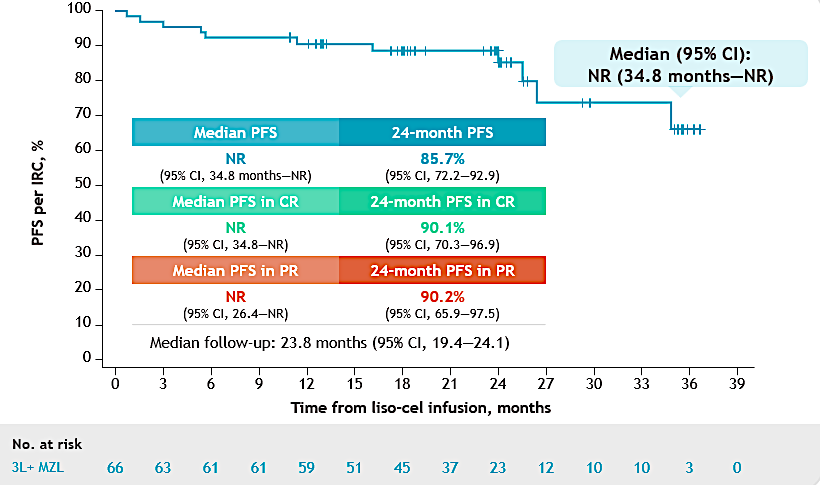 100
90
80
70
60
50
40
30
20
10
0
PFS per IRC, %
Median (95% CI):
NR (34.8 months—NR)
Median PFS 24-month PFS
NR 85.7%
(95% CI, 34.8 months—NR) (95% CI, 72.2—92.9)
Median PFS in CR 24-month PFS in CR
NR 90.1%
(95% CI, 34.8—NR) (95% CI, 70.3—96.9)
Median PFS in PR 24-month PFS in PR
NR 90.2%
(95% CI, 26.4—NR) (95% CI, 65.9—97.5)
Median follow-up: 23.8 months (95% CI, 19.4—24.1)
0 3 6 9 12 15 18 21 24 27 30 33 36 39
Time from liso-cel infusion, months
No. at risk
3L+ MZL 66 63 61 61 59 51 45 37 23 12 10 10 3 0